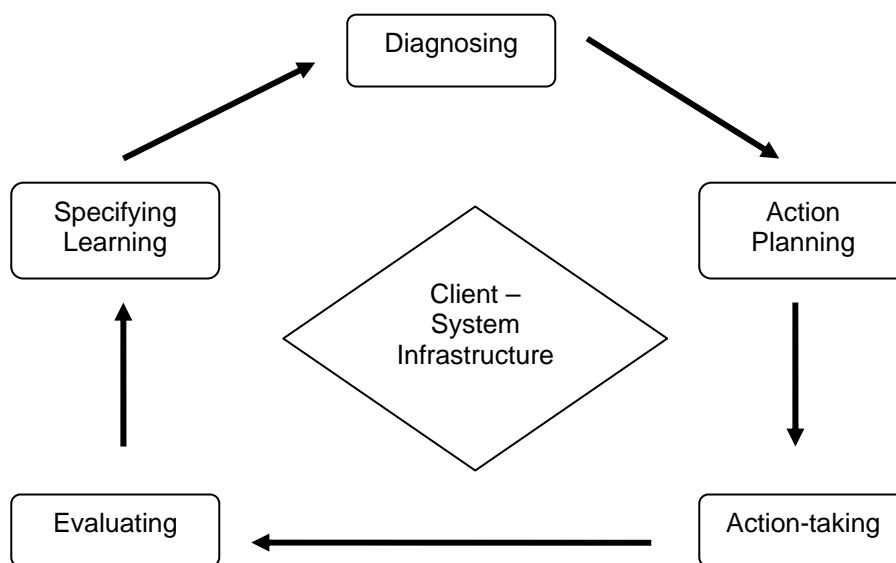 Diagnosing
Specifying
Learning
Action
Planning
Client –
System
Infrastructure
Evaluating
Action-taking